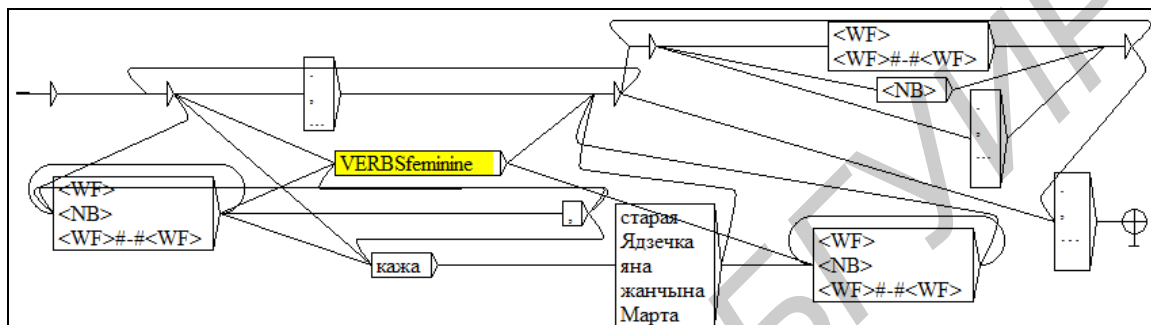 <WF>
<WF>#-#<WF>
<NB>
.
,
...
.
,
...
VERBSfeminine
<WF>
<NB>
<WF>#-#<WF>
,
кажа
старая
Ядзечка
яна
жанчына
Марта
<WF>
<NB>
<WF>#-#<WF>
.
,
...
БГУИР